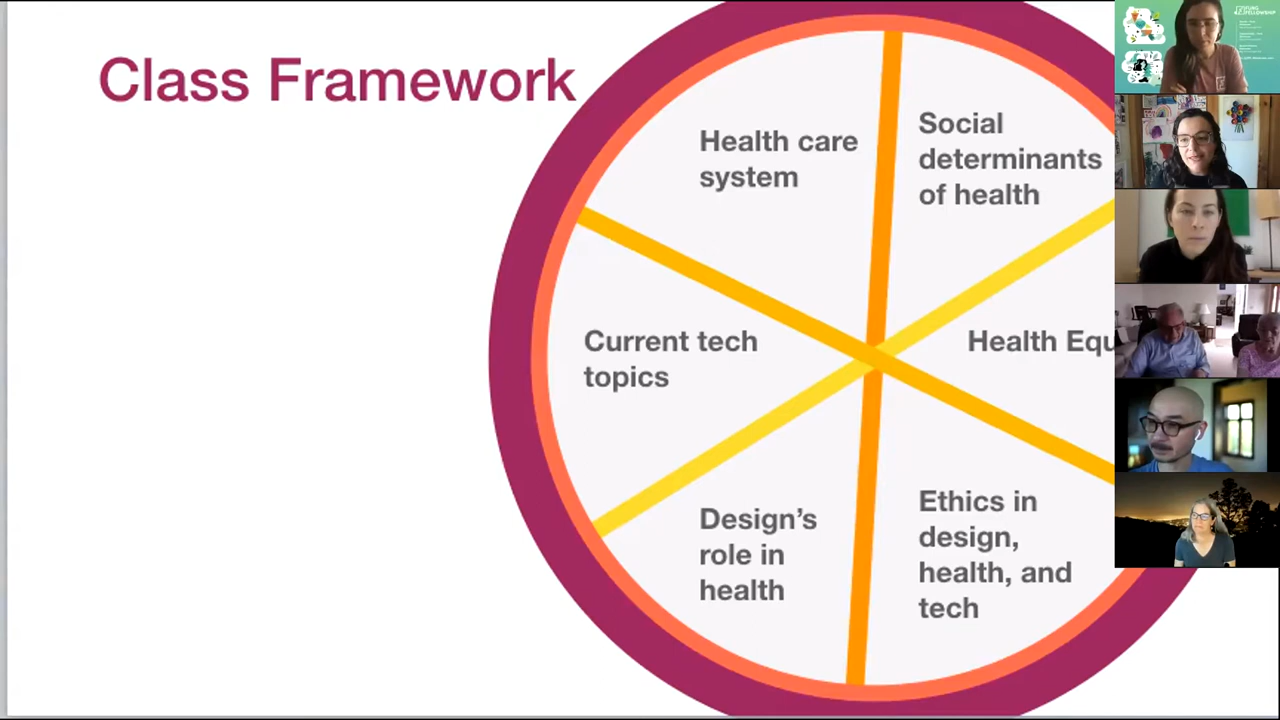 Class Framework
Health care
system
Social
determinants
of health
Current tech
topics
Health Equ
Design’s
role in
health
Ethics in
design,
health, and
tech